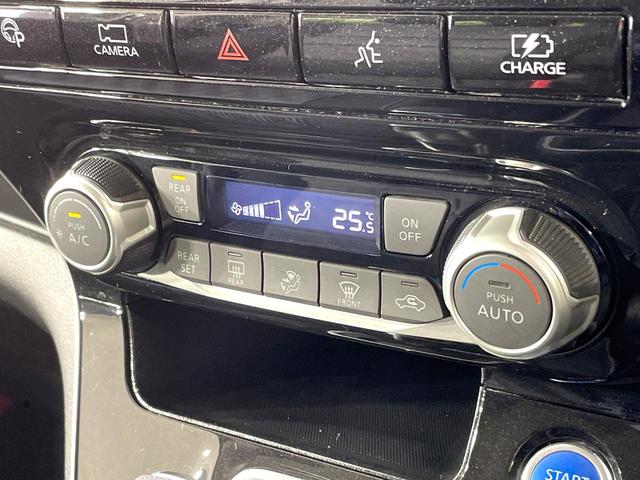 CAMERA
CHARGE
PUSH
A/C
REAR
ON
OFF
25.5°C
ON
OFF
REAR
SET
REAR
FRONT
PUSH
AUTO
START